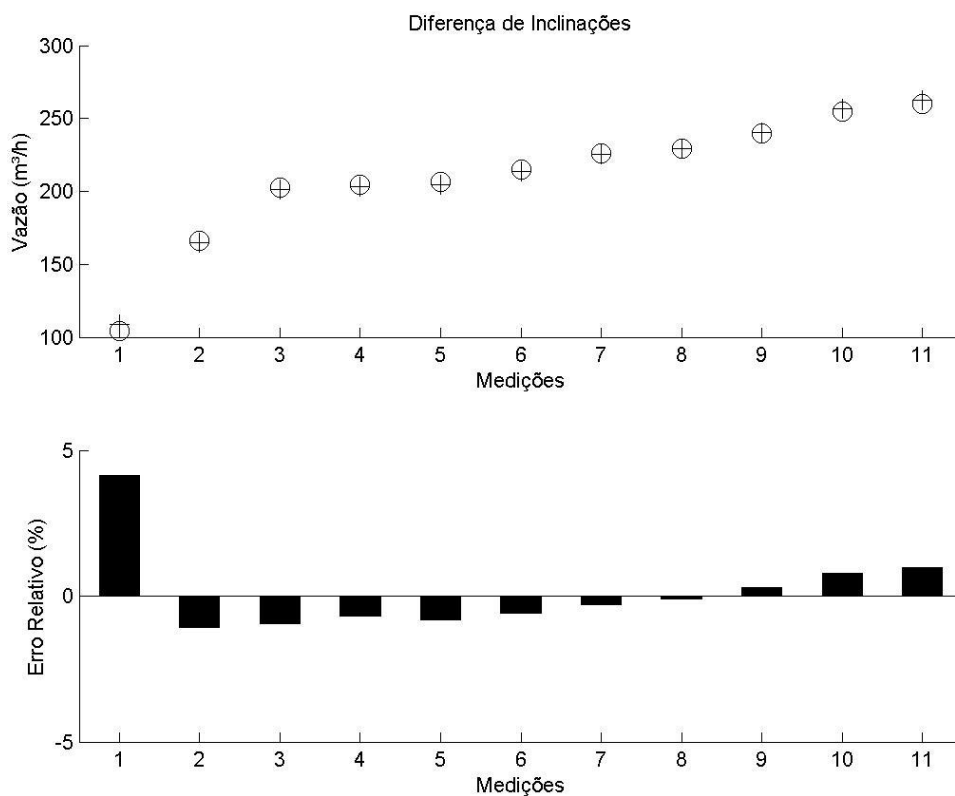 Diferença de Inclinações
300
250
200
150
100
Vazão (m³/h)
1 2 3 4 5 6 7 8 9 10 11
Medições
5
0
-5
Erro Relativo (%)
1 2 3 4 5 6 7 8 9 10 11
Medições